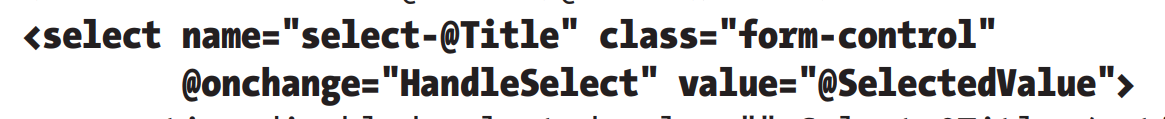 <select name="select-@Title" class="form-control"
@onchange="HandleSelect" value="@SelectedValue">